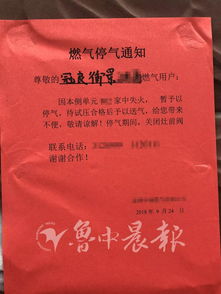 燃气停气通知
尊敬的 燃气用户：
因本侧单元 家中失火，暂予以
停气，待试压合格后予以送气，给您带来
不便，敬请谅解！停气期间，关闭灶前阀
联系电话：
谢谢合作！
2018年9月24日
鲁中晨报